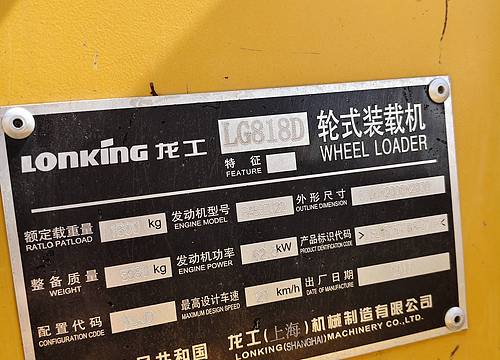 LONKING 龙工 LG818D 轮式装载机
特征 WHEEL LOADER
FEATURE
额定载重量 kg 发动机型号 外形尺寸
RATLO PATLOAD ENGINE MODEL OUTLINE DIMENSION
整备质量 kg 发动机功率 kW 产品标识代码 > <
WEIGHT ENGINE POWER PRODUCT IDENTIFICATION CODE
配置代码 最高设计车速 km/h 出厂日期
CONFIGURATION CODE MAXIMUM DESIGN SPEED DATE OF MANUFACTURE
共和国 龙工(上海)机械制造有限公司
LONKING(SHANGHAI)MACHINERY CO.,LTD.